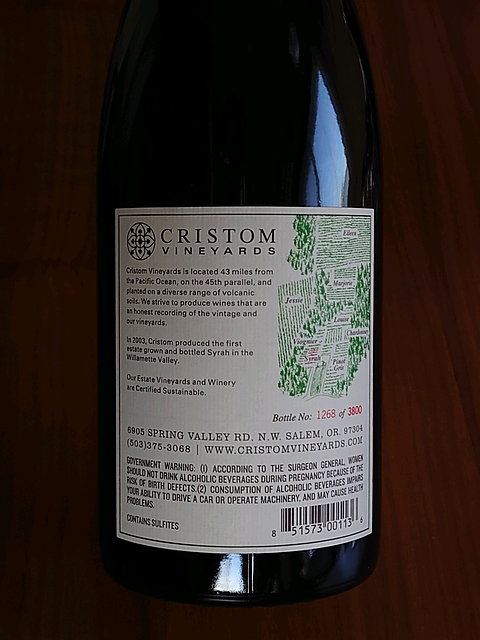 CRISTOM
VINEYARDS
Cristom Vineyards is located 43 miles from
the Pacific Ocean, on the 45th parallel, and
planted on a diverse range of volcanic
soils. We strive to produce wines that are
an honest recording of the vintage and
our vineyards.
In 2003, Cristom produced the first
estate grown and bottled Syrah in the
Willamette Valley.
Our Estate Vineyards and Winery
are Certified Sustainable.
Eileen
Marjorie
Jessie
Louise
Chardonnay
Viognier
Syrah
Pinot
Gris
Bottle No: 1268 of 3800
6905 SPRING VALLEY RD. N.W. SALEM, OR. 97304
(503)375-3068 | WWW.CRISTOMVINEYARDS.COM
GOVERNMENT WARNING: (1) ACCORDING TO THE SURGEON GENERAL, WOMEN
SHOULD NOT DRINK ALCOHOLIC BEVERAGES DURING PREGNANCY BECAUSE OF THE
RISK OF BIRTH DEFECTS.(2) CONSUMPTION OF ALCOHOLIC BEVERAGES IMPAIRS
YOUR ABILITY TO DRIVE A CAR OR OPERATE MACHINERY, AND MAY CAUSE HEALTH
PROBLEMS.
CONTAINS SULFITES
8 51573 00113 6